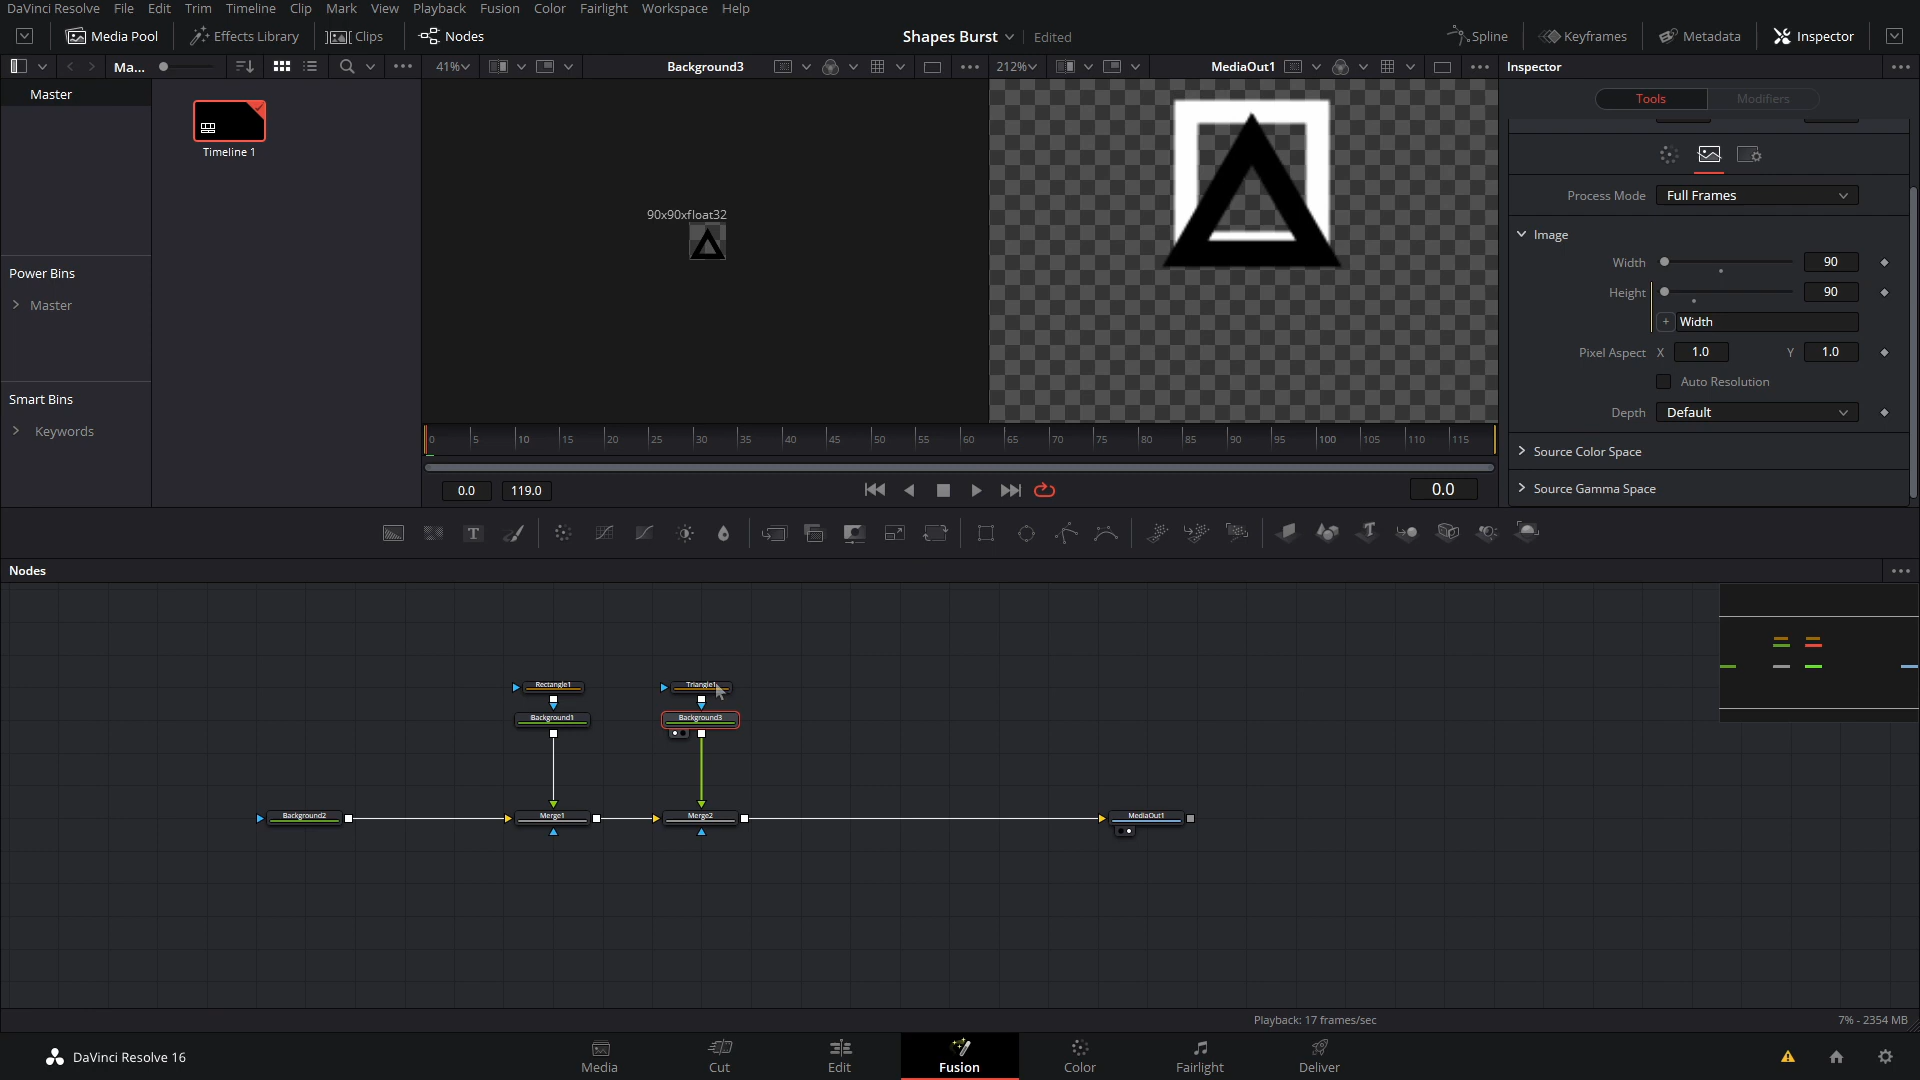 DaVinci Resolve File Edit Trim Timeline Clip Mark View Playback Fusion Color Fairlight Workspace Help
Media Pool Effects Library Clips Nodes Shapes Burst Edited Spline Keyframes Metadata Inspector
Ma... 41% Background3 212% MediaOut1 Inspector
Master
Timeline 1
Power Bins
Master
Smart Bins
Keywords
90x90xfloat32
Tools Modifiers
Process Mode Full Frames
Image
Width 90
Height 90
+ Width
Pixel Aspect X 1.0 Y 1.0
Auto Resolution
Depth Default
Source Color Space
Source Gamma Space
0 5 10 15 20 25 30 35 40 45 50 55 60 65 70 75 80 85 90 95 100 105 110 115
0.0 119.0 0.0
T T
Nodes
Rectangle1 Triangle1
Background1 Background3
Background2 Merge1 Merge2 MediaOut1
Playback: 17 frames/sec 7% - 2354 MB
DaVinci Resolve 16 Media Cut Edit Fusion Color Fairlight Deliver